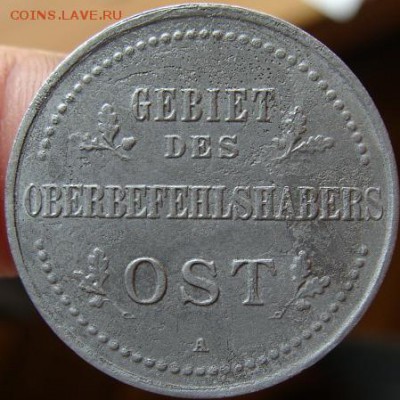 COINS.LAVE.RU
GEBIET
DES
OBERBEFEHLSHABERS
OST
A